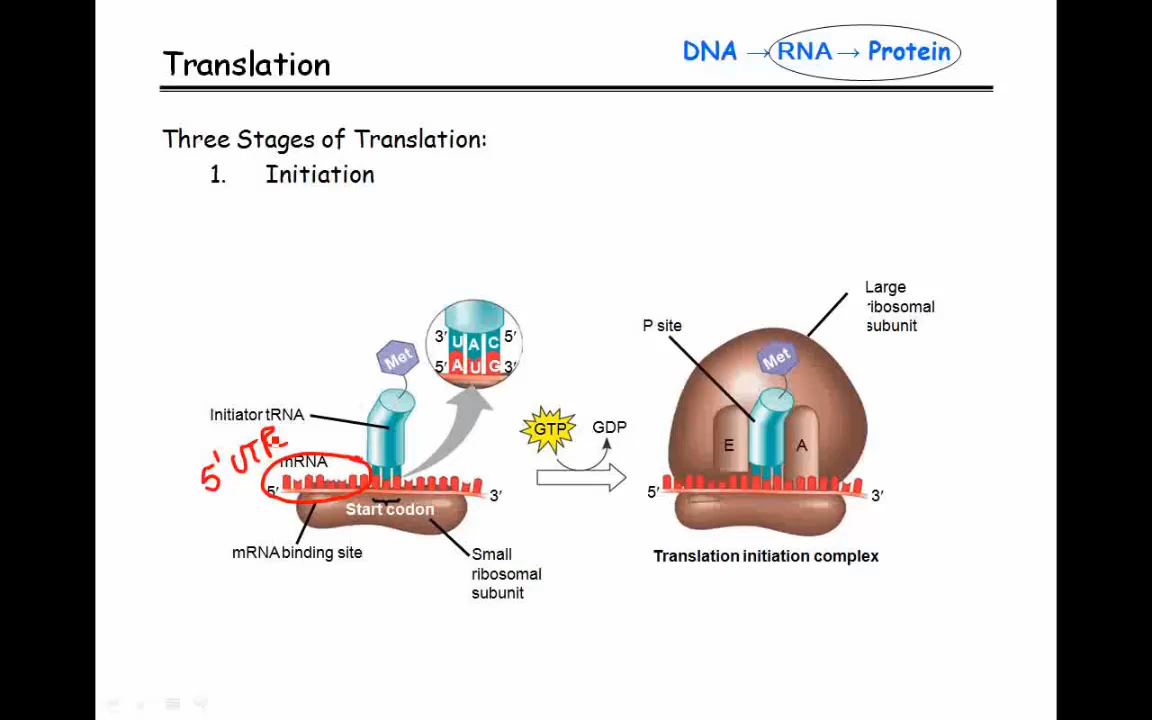 Translation
DNA → RNA → Protein
Three Stages of Translation:
1. Initiation
3' U A C 5'
5' A U G 3'
Met
Initiator tRNA
5' UTR
mRNA
5'
3'
Start codon
mRNA binding site
Small
ribosomal
subunit
GTP
GDP
P site
Large
ribosomal
subunit
Met
E
A
5'
3'
Translation initiation complex